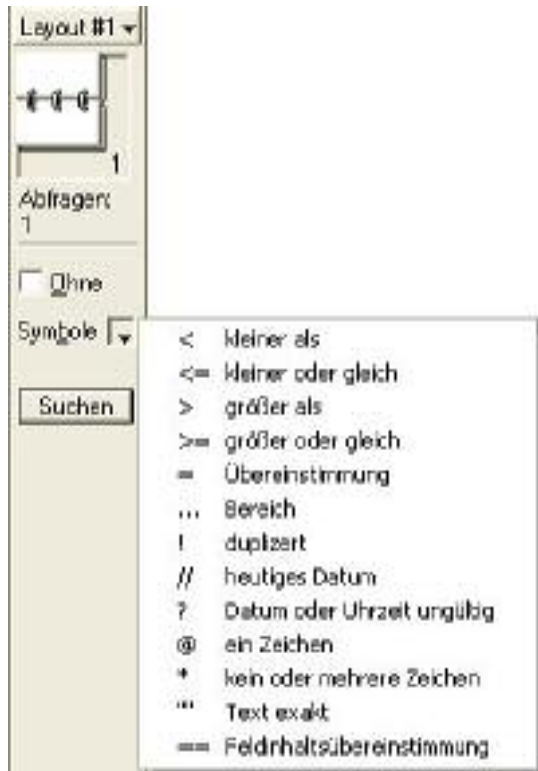 Layout #1
1
Abfragen:
1
Ohne
Symbole
< kleiner als
<= kleiner oder gleich
Suchen
> größer als
>= größer oder gleich
= Übereinstimmung
... Bereich
! duplizert
// heutiges Datum
? Datum oder Uhrzeit ungültig
@ ein Zeichen
* kein oder mehrere Zeichen
"" Text exakt
== Feldinhaltsübereinstimmung